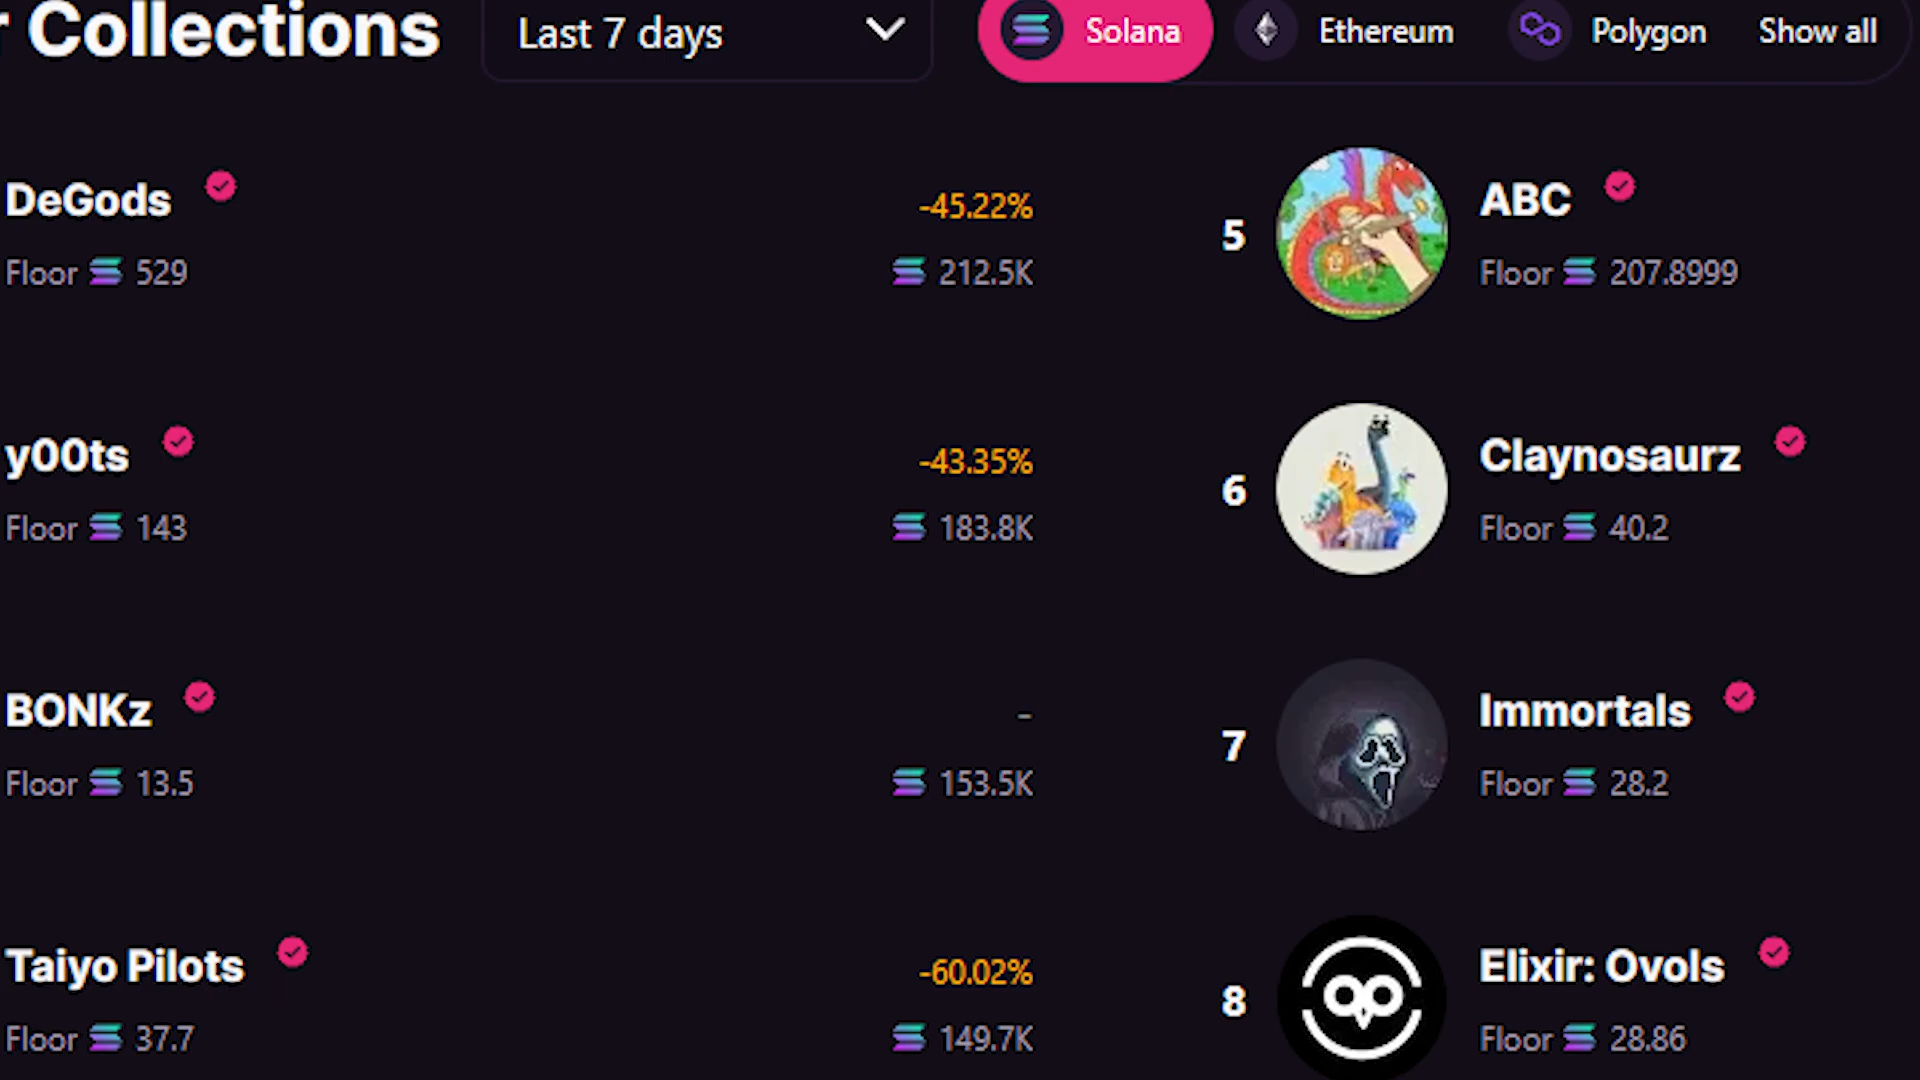 Collections
Last 7 days
Solana
Ethereum
Polygon
Show all
DeGods
-45.22%
Floor 529
212.5K
5
ABC
Floor 207.8999
y00ts
-43.35%
Floor 143
183.8K
6
Claynosaurz
Floor 40.2
BONKz
-
Floor 13.5
153.5K
7
Immortals
Floor 28.2
Taiyo Pilots
-60.02%
Floor 37.7
149.7K
8
Elixir: Ovols
Floor 28.86